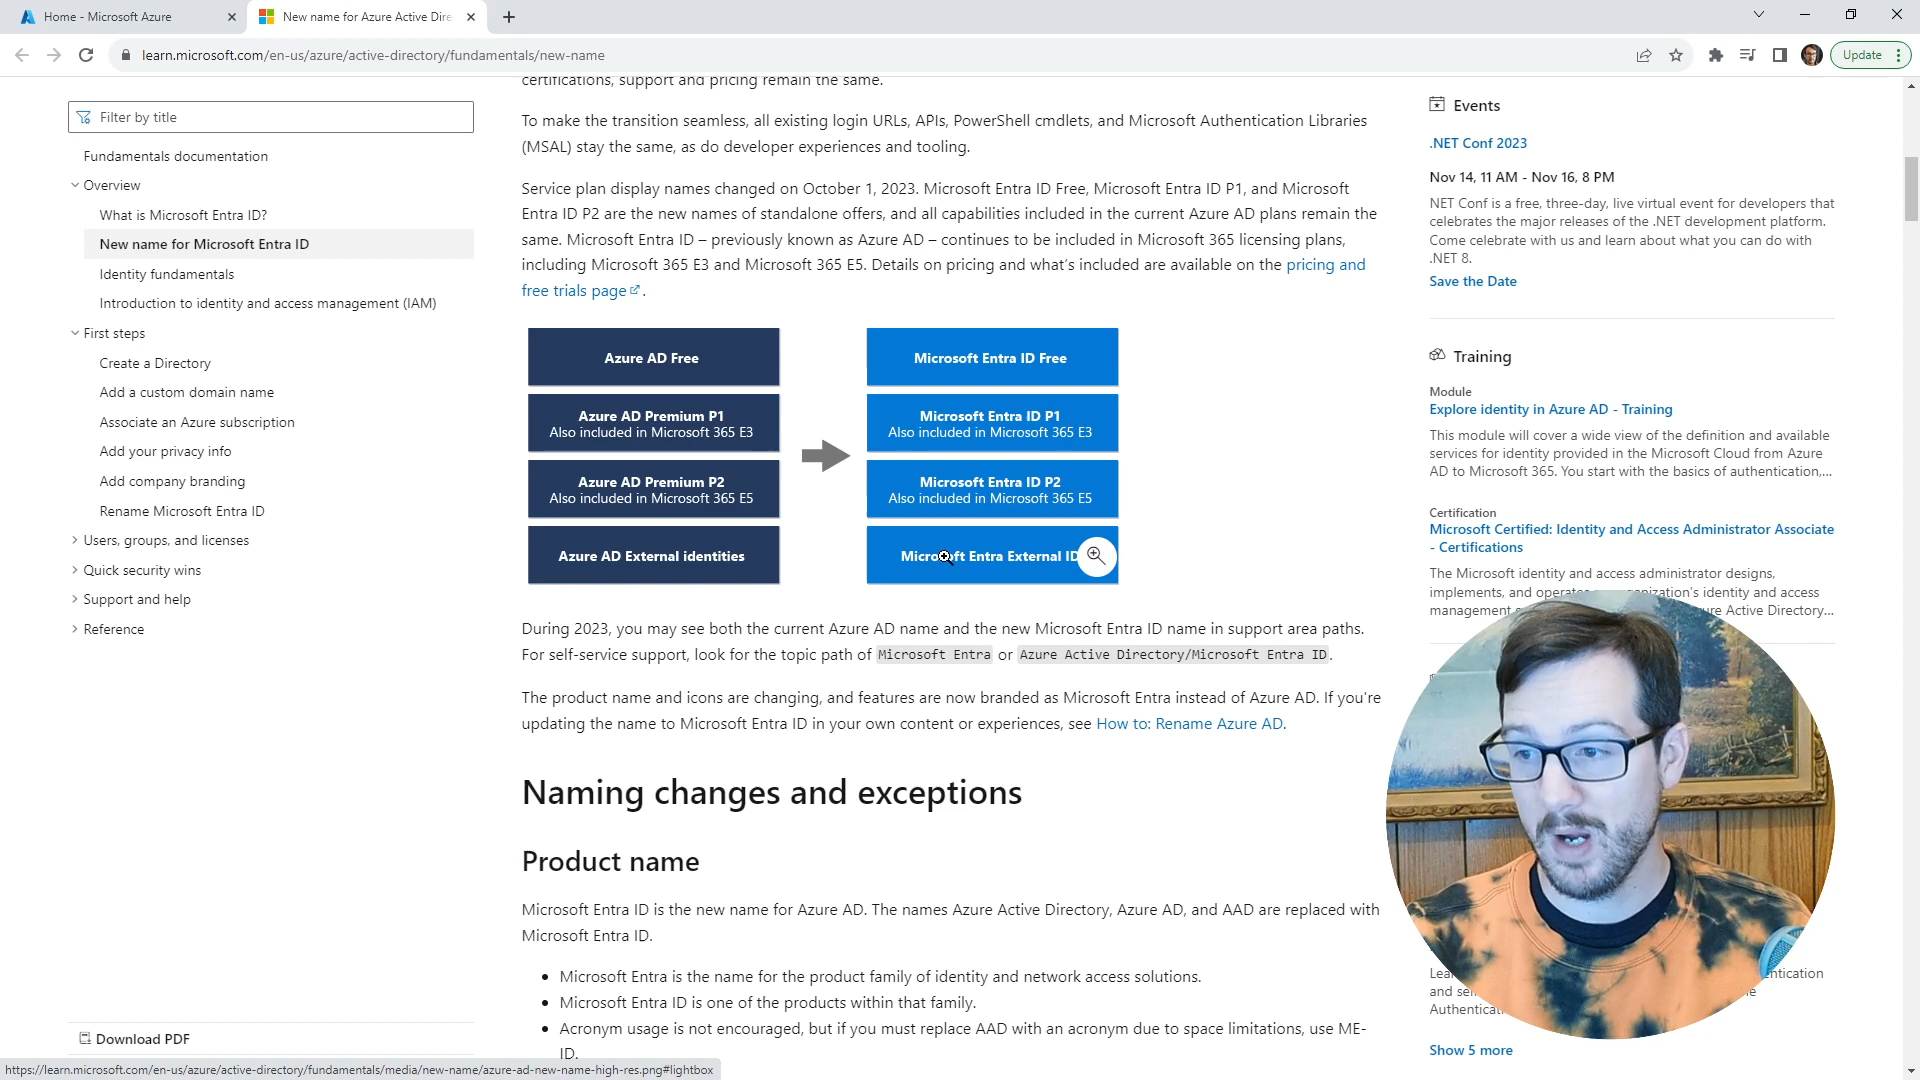 Home - Microsoft Azure
New name for Azure Active Dire
learn.microsoft.com/en-us/azure/active-directory/fundamentals/new-name
Update
Filter by title
Fundamentals documentation
Overview
What is Microsoft Entra ID?
New name for Microsoft Entra ID
Identity fundamentals
Introduction to identity and access management (IAM)
First steps
Create a Directory
Add a custom domain name
Associate an Azure subscription
Add your privacy info
Add company branding
Rename Microsoft Entra ID
Users, groups, and licenses
Quick security wins
Support and help
Reference
Download PDF
certifications, support and pricing remain the same.
To make the transition seamless, all existing login URLs, APIs, PowerShell cmdlets, and Microsoft Authentication Libraries
(MSAL) stay the same, as do developer experiences and tooling.
Service plan display names changed on October 1, 2023. Microsoft Entra ID Free, Microsoft Entra ID P1, and Microsoft
Entra ID P2 are the new names of standalone offers, and all capabilities included in the current Azure AD plans remain the
same. Microsoft Entra ID – previously known as Azure AD – continues to be included in Microsoft 365 licensing plans,
including Microsoft 365 E3 and Microsoft 365 E5. Details on pricing and what's included are available on the pricing and
free trials page.
Azure AD Free
Azure AD Premium P1
Also included in Microsoft 365 E3
Azure AD Premium P2
Also included in Microsoft 365 E5
Azure AD External identities
Microsoft Entra ID Free
Microsoft Entra ID P1
Also included in Microsoft 365 E3
Microsoft Entra ID P2
Also included in Microsoft 365 E5
Microsoft Entra External ID
During 2023, you may see both the current Azure AD name and the new Microsoft Entra ID name in support area paths.
For self-service support, look for the topic path of Microsoft Entra or Azure Active Directory/Microsoft Entra ID.
The product name and icons are changing, and features are now branded as Microsoft Entra instead of Azure AD. If you're
updating the name to Microsoft Entra ID in your own content or experiences, see How to: Rename Azure AD.
Naming changes and exceptions
Product name
Microsoft Entra ID is the new name for Azure AD. The names Azure Active Directory, Azure AD, and AAD are replaced with
Microsoft Entra ID.
• Microsoft Entra is the name for the product family of identity and network access solutions.
• Microsoft Entra ID is one of the products within that family.
• Acronym usage is not encouraged, but if you must replace AAD with an acronym due to space limitations, use ME-
ID.
Events
.NET Conf 2023
Nov 14, 11 AM - Nov 16, 8 PM
NET Conf is a free, three-day, live virtual event for developers that
celebrates the major releases of the .NET development platform.
Come celebrate with us and learn about what you can do with
.NET 8.
Save the Date
Training
Module
Explore identity in Azure AD - Training
This module will cover a wide view of the definition and available
services for identity provided in the Microsoft Cloud from Azure
AD to Microsoft 365. You start with the basics of authentication,...
Certification
Microsoft Certified: Identity and Access Administrator Associate
- Certifications
The Microsoft identity and access administrator designs,
implements, and identity and access
management Active Directory...
and
Show 5 more
https://learn.microsoft.com/en-us/azure/active-directory/fundamentals/media/new-name/azure-ad-new-name-high-res.png#lightbox